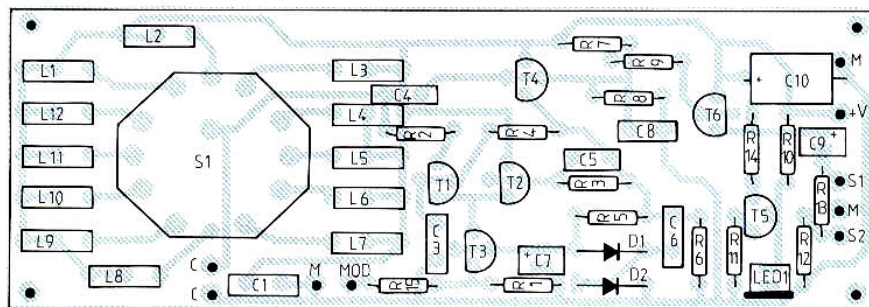 L2
R7
L1
L3
T4
R9
M
C10
+
C4
R8
L12
L4
T6
+V
R2
R4
C8
R14
R10
C9 +
L11
S1
L5
C5
T1
T2
R3
S1
L10
L6
R13
T5
M
R5
C3
C6
L9
L7
T3
D1
R6
R11
R12
S2
C
+
C7
L8
C
C1
M
MOD
R15
R1
D2
LED1